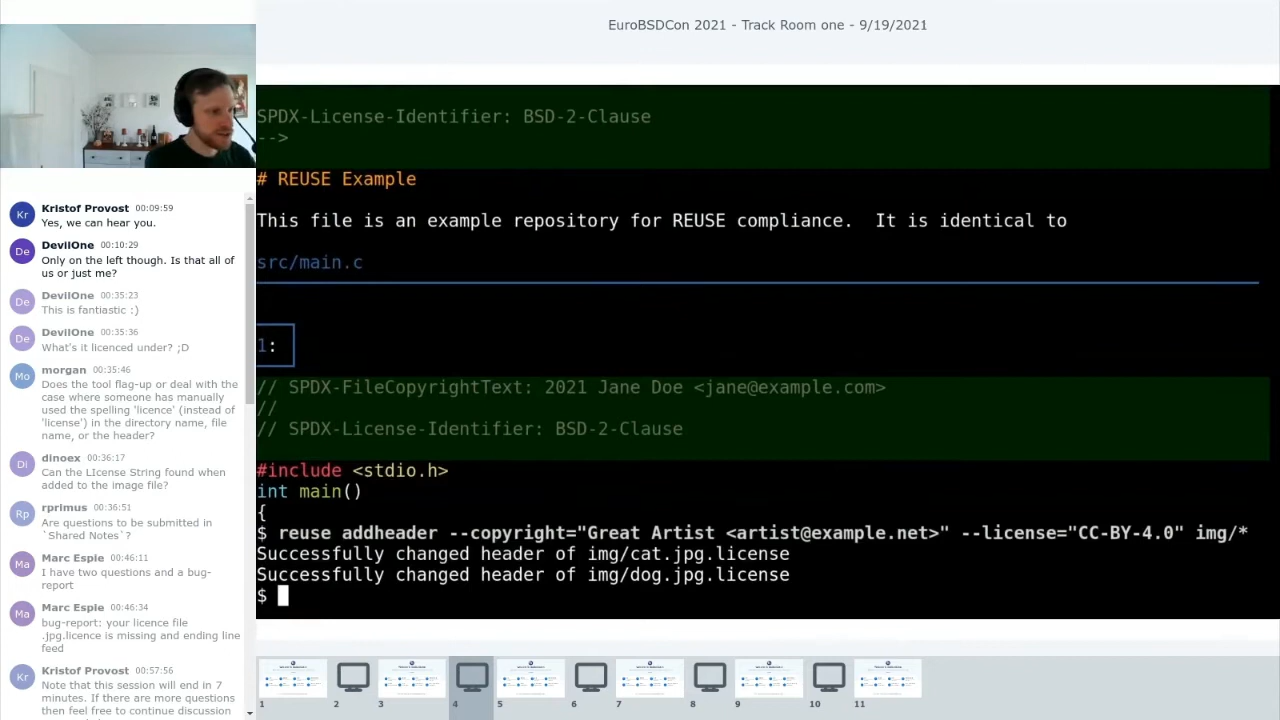 EuroBSDCon 2021 - Track Room one - 9/19/2021
Kr
Kristof Provost 00:09:59
Yes, we can hear you.
De
DevilOne 00:10:29
Only on the left though. Is that all of
us or just me?
De
DevilOne 00:35:23
This is fantiastic :)
De
DevilOne 00:35:36
What's it licenced under? ;D
Mo
morgan 00:35:46
Does the tool flag-up or deal with the
case where someone has manually
used the spelling 'licence' (instead of
'license') in the directory name, file
name, or the header?
Di
dinoex 00:36:17
Can the LIcense String found when
added to the image file?
Rp
rprimus 00:36:51
Are questions to be submitted in
`Shared Notes`?
Ma
Marc Espie 00:46:11
I have two questions and a bug-
report
Ma
Marc Espie 00:46:34
bug-report: your licence file
.jpg.licence is missing and ending line
feed
Kr
Kristof Provost 00:57:56
Note that this session will end in 7
minutes. If there are more questions
then feel free to continue discussion
SPDX-License-Identifier: BSD-2-Clause
-->
# REUSE Example
This file is an example repository for REUSE compliance.  It is identical to
src/main.c
1:
// SPDX-FileCopyrightText: 2021 Jane Doe <jane@example.com>
//
// SPDX-License-Identifier: BSD-2-Clause
#include <stdio.h>
int main()
{
$ reuse addheader --copyright="Great Artist <artist@example.net>" --license="CC-BY-4.0" img/*
Successfully changed header of img/cat.jpg.license
Successfully changed header of img/dog.jpg.license
$
1 2 3 4 5 6 7 8 9 10 11